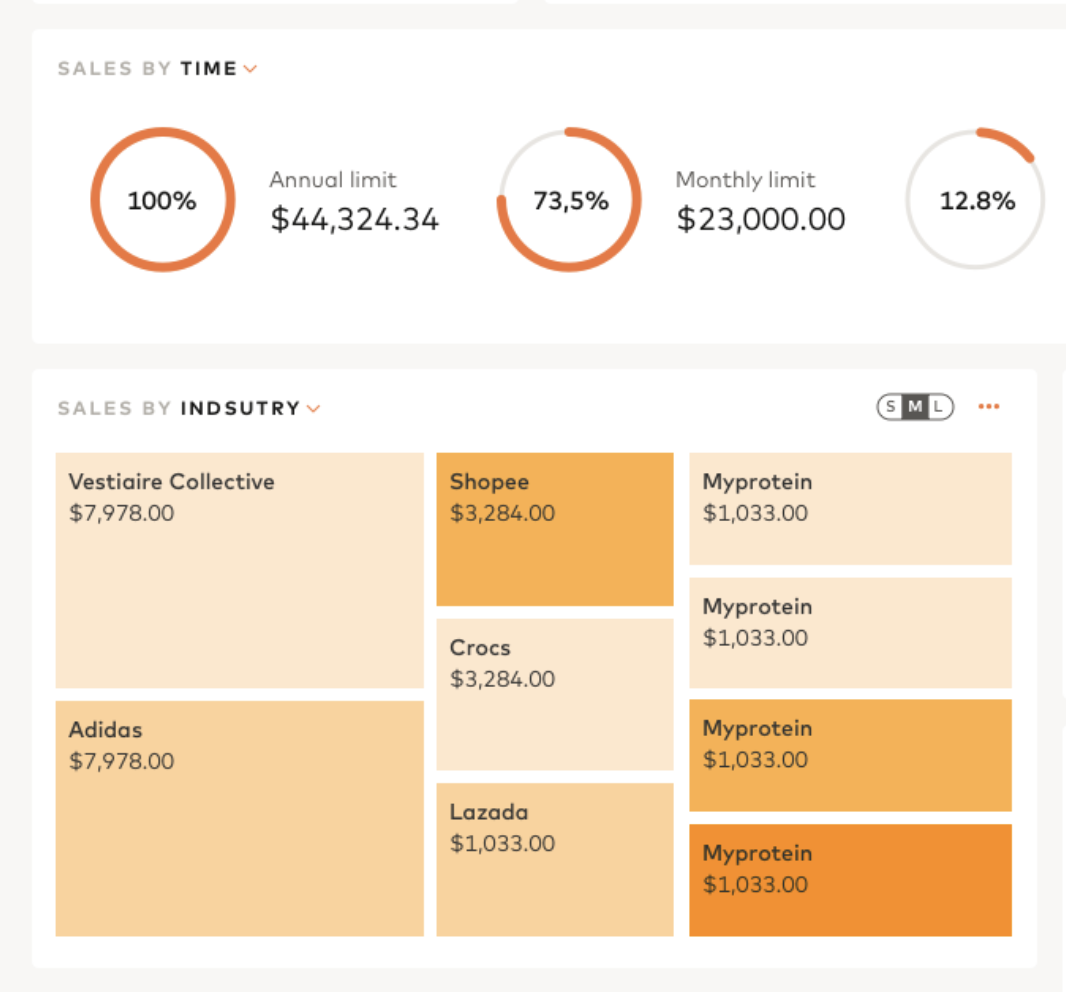 SALES BY TIME
100%
Annual limit
$44,324.34
73,5%
Monthly limit
$23,000.00
12.8%
SALES BY INDSUTRY
S M L
Vestiaire Collective
$7,978.00
Adidas
$7,978.00
Shopee
$3,284.00
Crocs
$3,284.00
Lazada
$1,033.00
Myprotein
$1,033.00
Myprotein
$1,033.00
Myprotein
$1,033.00
Myprotein
$1,033.00